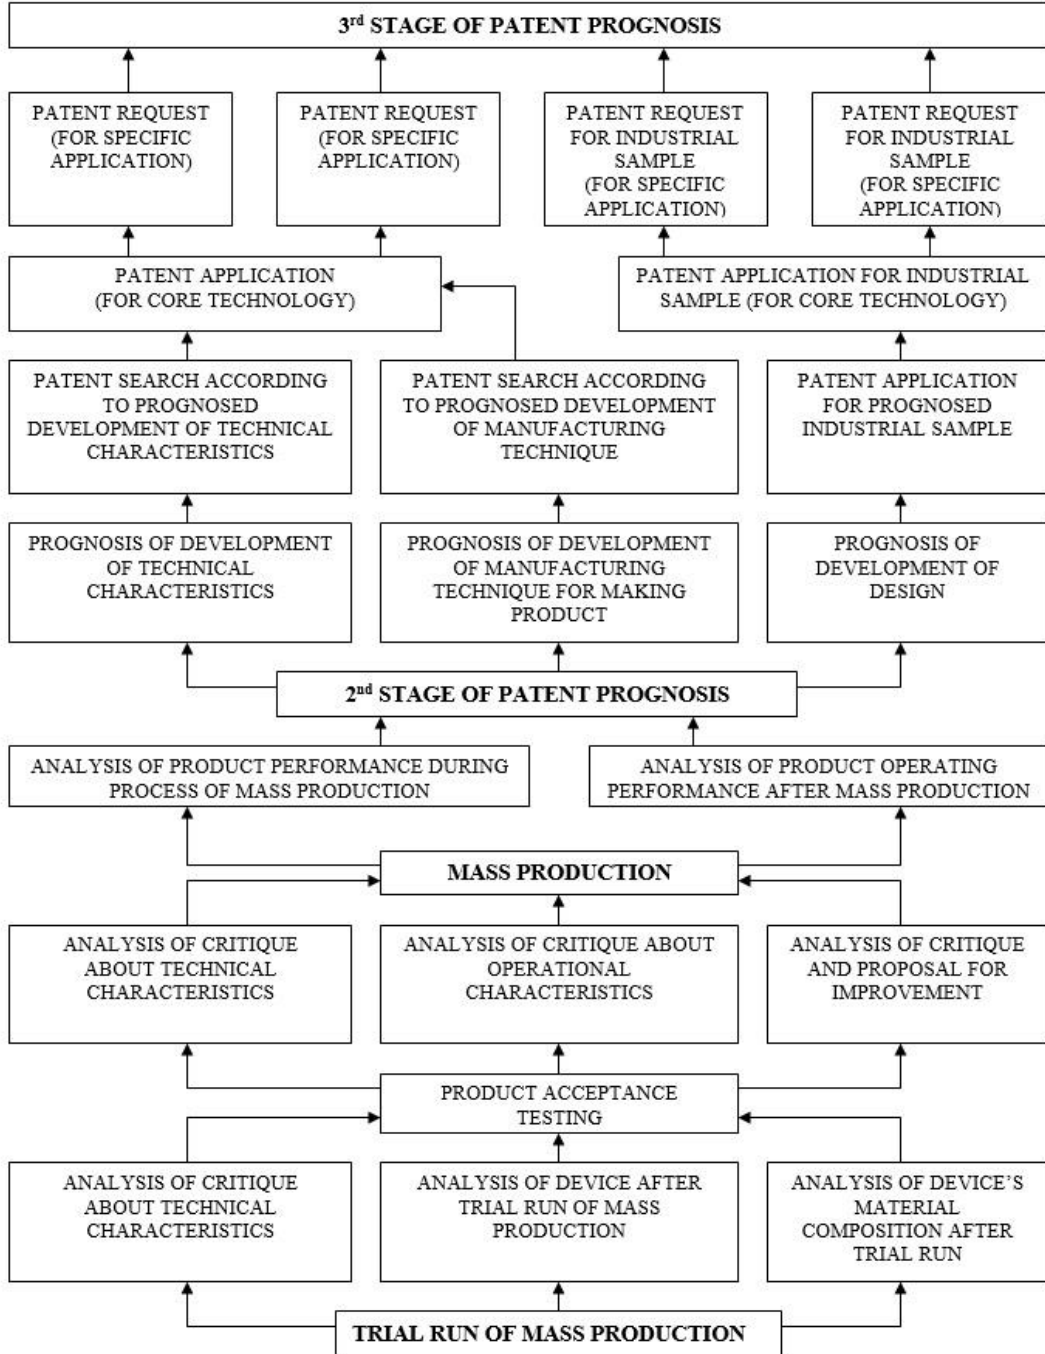 3rd STAGE OF PATENT PROGNOSIS
PATENT REQUEST
(FOR SPECIFIC
APPLICATION)
PATENT REQUEST
(FOR SPECIFIC
APPLICATION)
PATENT REQUEST
FOR INDUSTRIAL
SAMPLE
(FOR SPECIFIC
APPLICATION)
PATENT REQUEST
FOR INDUSTRIAL
SAMPLE
(FOR SPECIFIC
APPLICATION)
PATENT APPLICATION
(FOR CORE TECHNOLOGY)
PATENT APPLICATION FOR INDUSTRIAL
SAMPLE (FOR CORE TECHNOLOGY)
PATENT SEARCH ACCORDING
TO PROGNOSED
DEVELOPMENT OF TECHNICAL
CHARACTERISTICS
PATENT SEARCH ACCORDING
TO PROGNOSED DEVELOPMENT
OF MANUFACTURING
TECHNIQUE
PATENT APPLICATION
FOR PROGNOSED
INDUSTRIAL SAMPLE
PROGNOSIS OF DEVELOPMENT
OF TECHNICAL
CHARACTERISTICS
PROGNOSIS OF DEVELOPMENT
OF MANUFACTURING
TECHNIQUE FOR MAKING
PRODUCT
PROGNOSIS OF
DEVELOPMENT OF
DESIGN
2nd STAGE OF PATENT PROGNOSIS
ANALYSIS OF PRODUCT PERFORMANCE DURING
PROCESS OF MASS PRODUCTION
ANALYSIS OF PRODUCT OPERATING
PERFORMANCE AFTER MASS PRODUCTION
MASS PRODUCTION
ANALYSIS OF CRITIQUE
ABOUT TECHNICAL
CHARACTERISTICS
ANALYSIS OF CRITIQUE ABOUT
OPERATIONAL
CHARACTERISTICS
ANALYSIS OF CRITIQUE
AND PROPOSAL FOR
IMPROVEMENT
PRODUCT ACCEPTANCE
TESTING
ANALYSIS OF CRITIQUE
ABOUT TECHNICAL
CHARACTERISTICS
ANALYSIS OF DEVICE AFTER
TRIAL RUN OF MASS
PRODUCTION
ANALYSIS OF DEVICE’S
MATERIAL
COMPOSITION AFTER
TRIAL RUN
TRIAL RUN OF MASS PRODUCTION